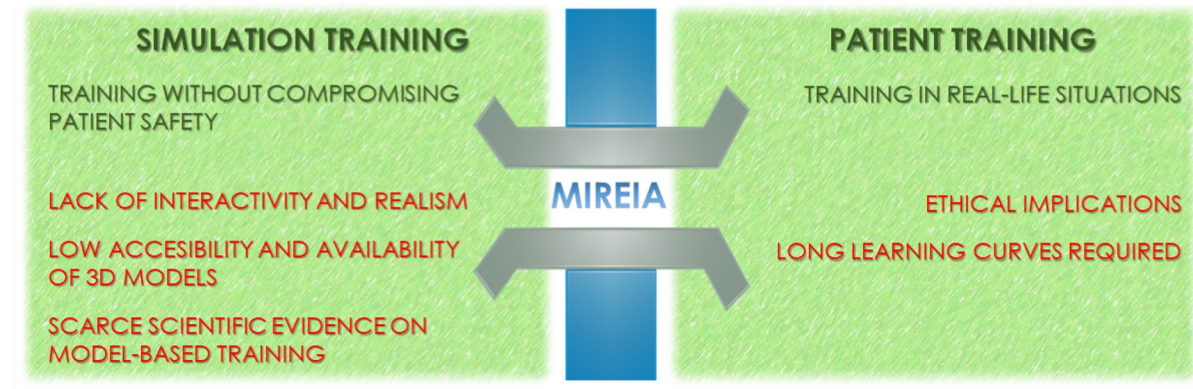 SIMULATION TRAINING
TRAINING WITHOUT COMPROMISING
PATIENT SAFETY
LACK OF INTERACTIVITY AND REALISM
LOW ACCESIBILITY AND AVAILABILITY
OF 3D MODELS
SCARCE SCIENTIFIC EVIDENCE ON
MODEL-BASED TRAINING
MIREIA
PATIENT TRAINING
TRAINING IN REAL-LIFE SITUATIONS
ETHICAL IMPLICATIONS
LONG LEARNING CURVES REQUIRED